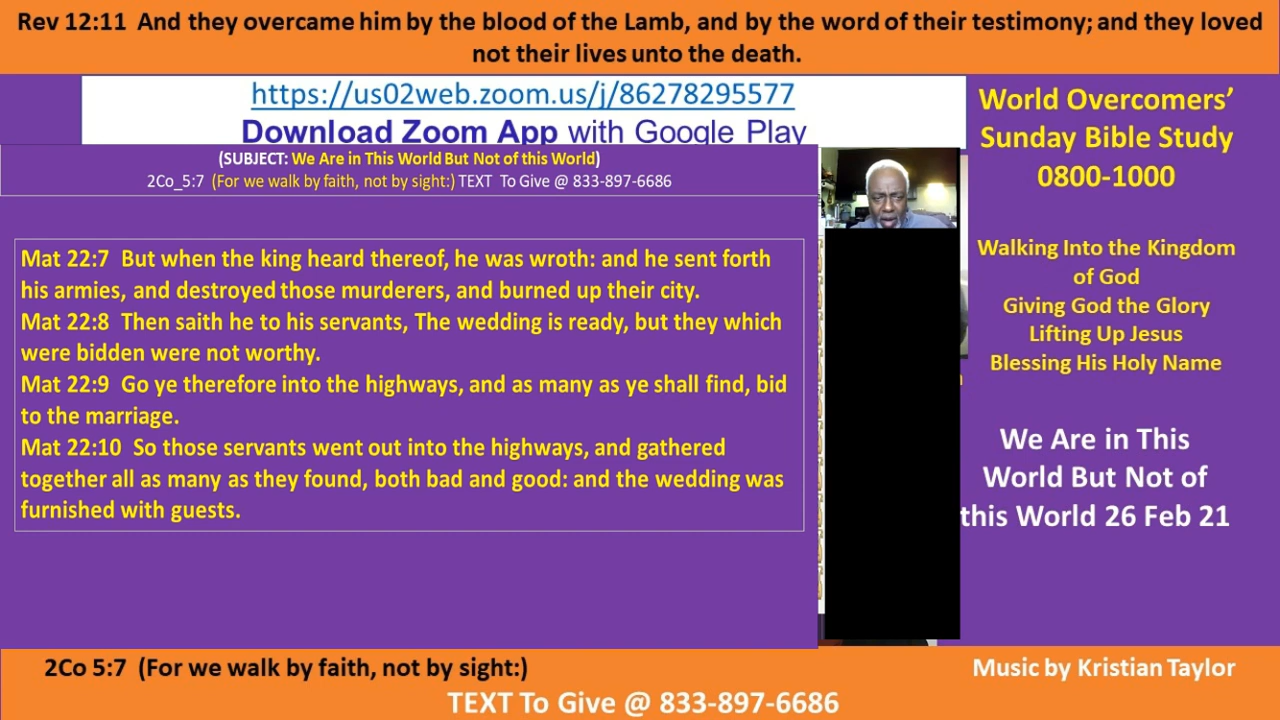 Rev 12:11  And they overcame him by the blood of the Lamb, and by the word of their testimony; and they loved
not their lives unto the death.
https://us02web.zoom.us/j/86278295577
Download Zoom App with Google Play
(SUBJECT: We Are in This World But Not of this World)
2Co_5:7  (For we walk by faith, not by sight:) TEXT  To Give @ 833-897-6686
Mat 22:7  But when the king heard thereof, he was wroth: and he sent forth
his armies, and destroyed those murderers, and burned up their city.
Mat 22:8  Then saith he to his servants, The wedding is ready, but they which
were bidden were not worthy.
Mat 22:9  Go ye therefore into the highways, and as many as ye shall find, bid
to the marriage.
Mat 22:10  So those servants went out into the highways, and gathered
together all as many as they found, both bad and good: and the wedding was
furnished with guests.
World Overcomers’
Sunday Bible Study
0800-1000
Walking Into the Kingdom
of God
Giving God the Glory
Lifting Up Jesus
Blessing His Holy Name
We Are in This
World But Not of
this World 26 Feb 21
2Co 5:7  (For we walk by faith, not by sight:)
Music by Kristian Taylor
TEXT To Give @ 833-897-6686